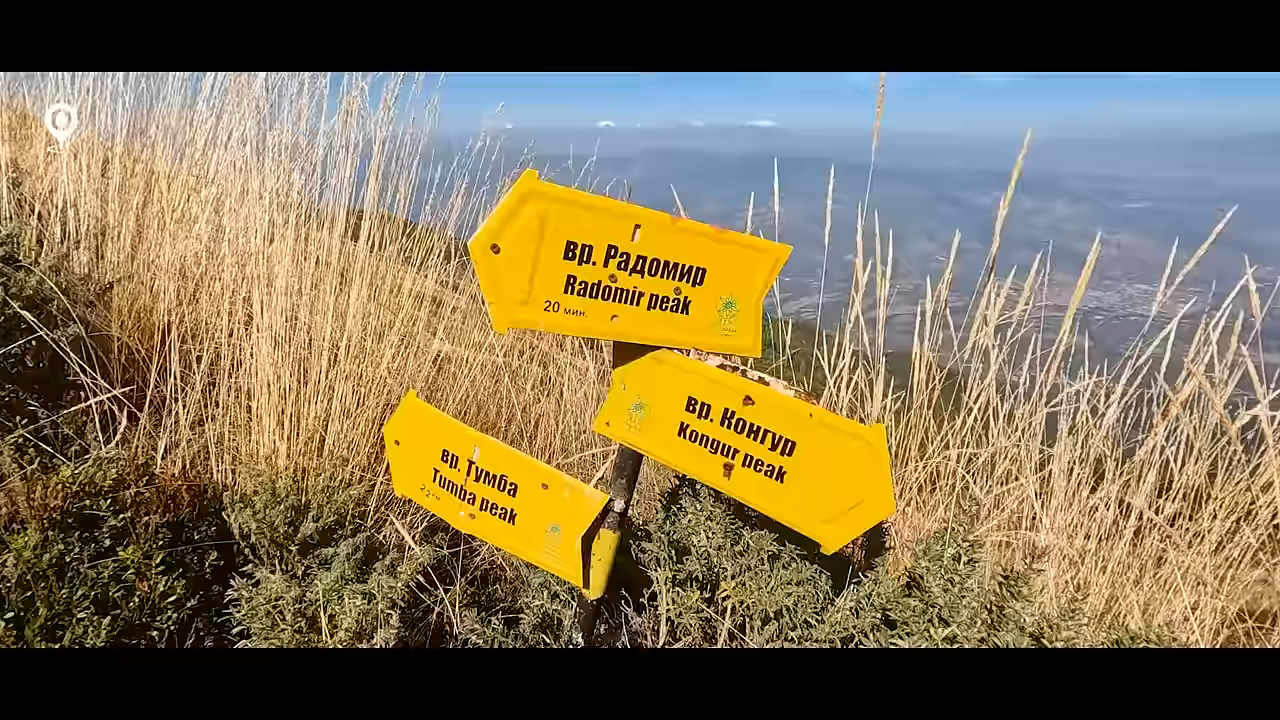 вр. Радомир
Radomir peak
20 мин.
вр. Конгур
Kongur peak
вр. Тумба
Tumba peak